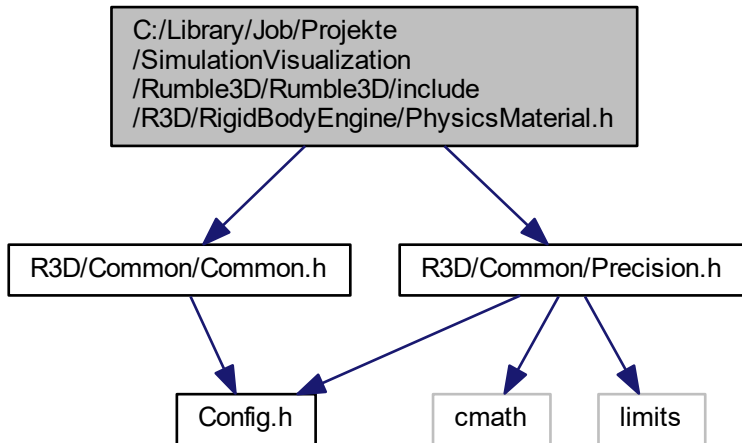 C:/Library/Job/Projekte
/SimulationVisualization
/Rumble3D/Rumble3D/include
/R3D/RigidBodyEngine/PhysicsMaterial.h
R3D/Common/Common.h
R3D/Common/Precision.h
Config.h
cmath
limits